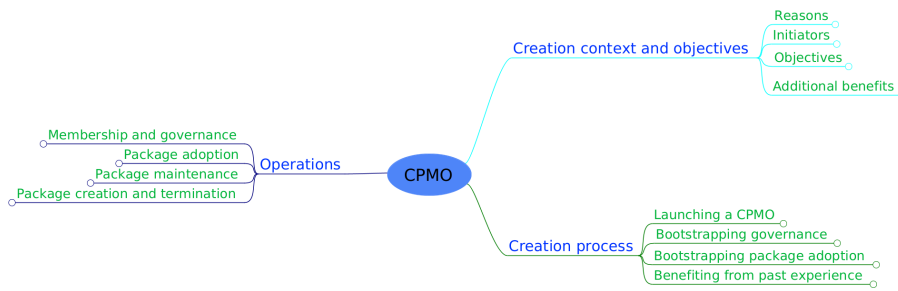 Reasons
Initiators
Creation context and objectives
Objectives
Additional benefits
Membership and governance
Package adoption
Operations
Package maintenance
CPMO
Package creation and termination
Launching a CPMO
Bootstrapping governance
Creation process
Bootstrapping package adoption
Benefiting from past experience